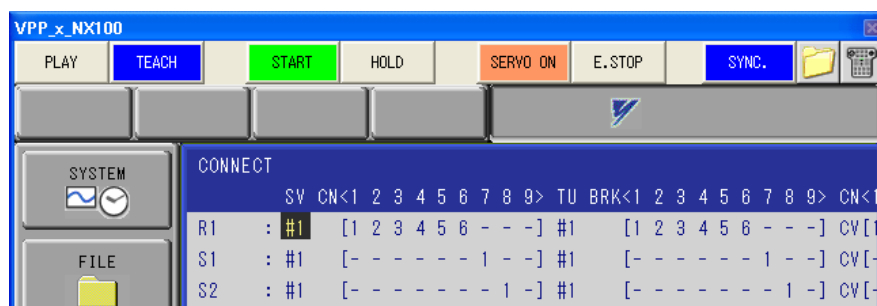 VPP_x_NX100
PLAY TEACH START HOLD SERVO ON E.STOP SYNC.
SYSTEM
CONNECT
SV CN<1 2 3 4 5 6 7 8 9> TU BRK<1 2 3 4 5 6 7 8 9> CN<1
R1 : #1 [1 2 3 4 5 6 - - -] #1 [1 2 3 4 5 6 - - -] CV[1
FILE
S1 : #1 [- - - - - - 1 - -] #1 [- - - - - - 1 - -] CV[-
S2 : #1 [- - - - - - - 1 -] #1 [- - - - - - - 1 -] CV[-